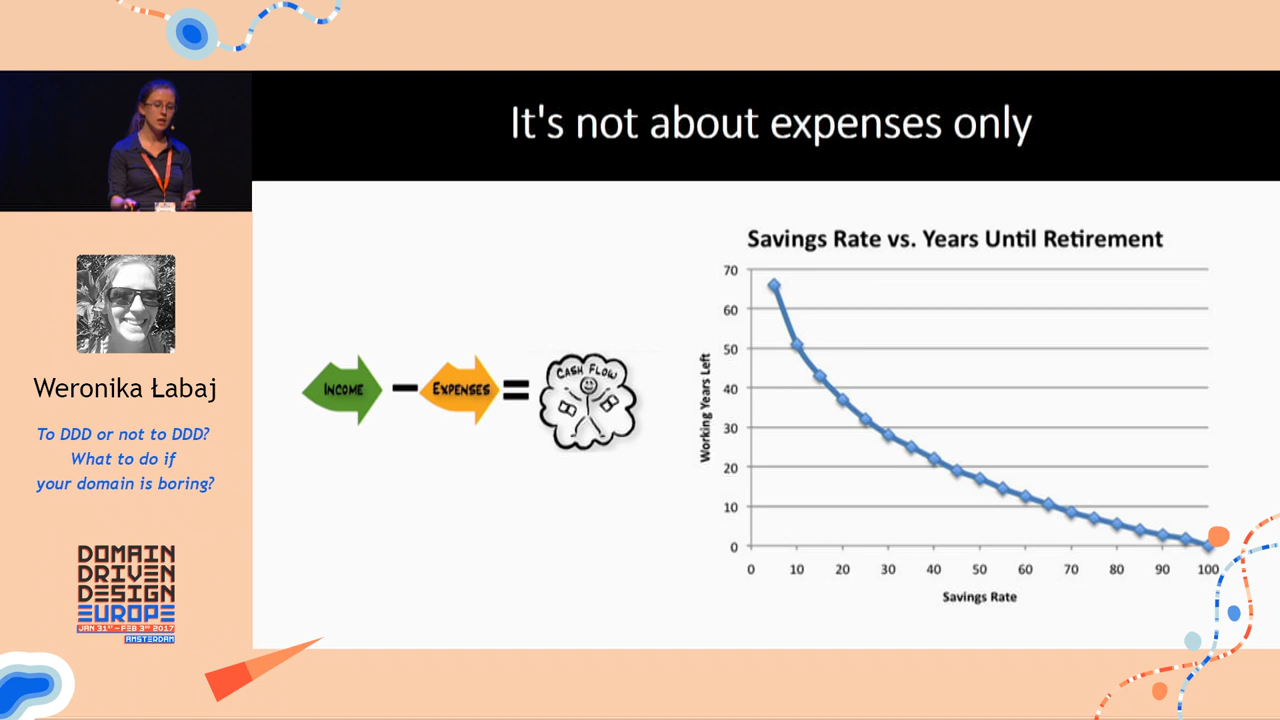 It's not about expenses only
Weronika Łabaj
To DDD or not to DDD?
What to do if
your domain is boring?
DOMAIN
DRIVEN
DESIGN
EUROPE
JAN 31ST - FEB 3RD 2017
AMSTERDAM
INCOME
EXPENSES
CASH FLOW
Savings Rate vs. Years Until Retirement
Working Years Left
70
60
50
40
30
20
10
0
0 10 20 30 40 50 60 70 80 90 100
Savings Rate